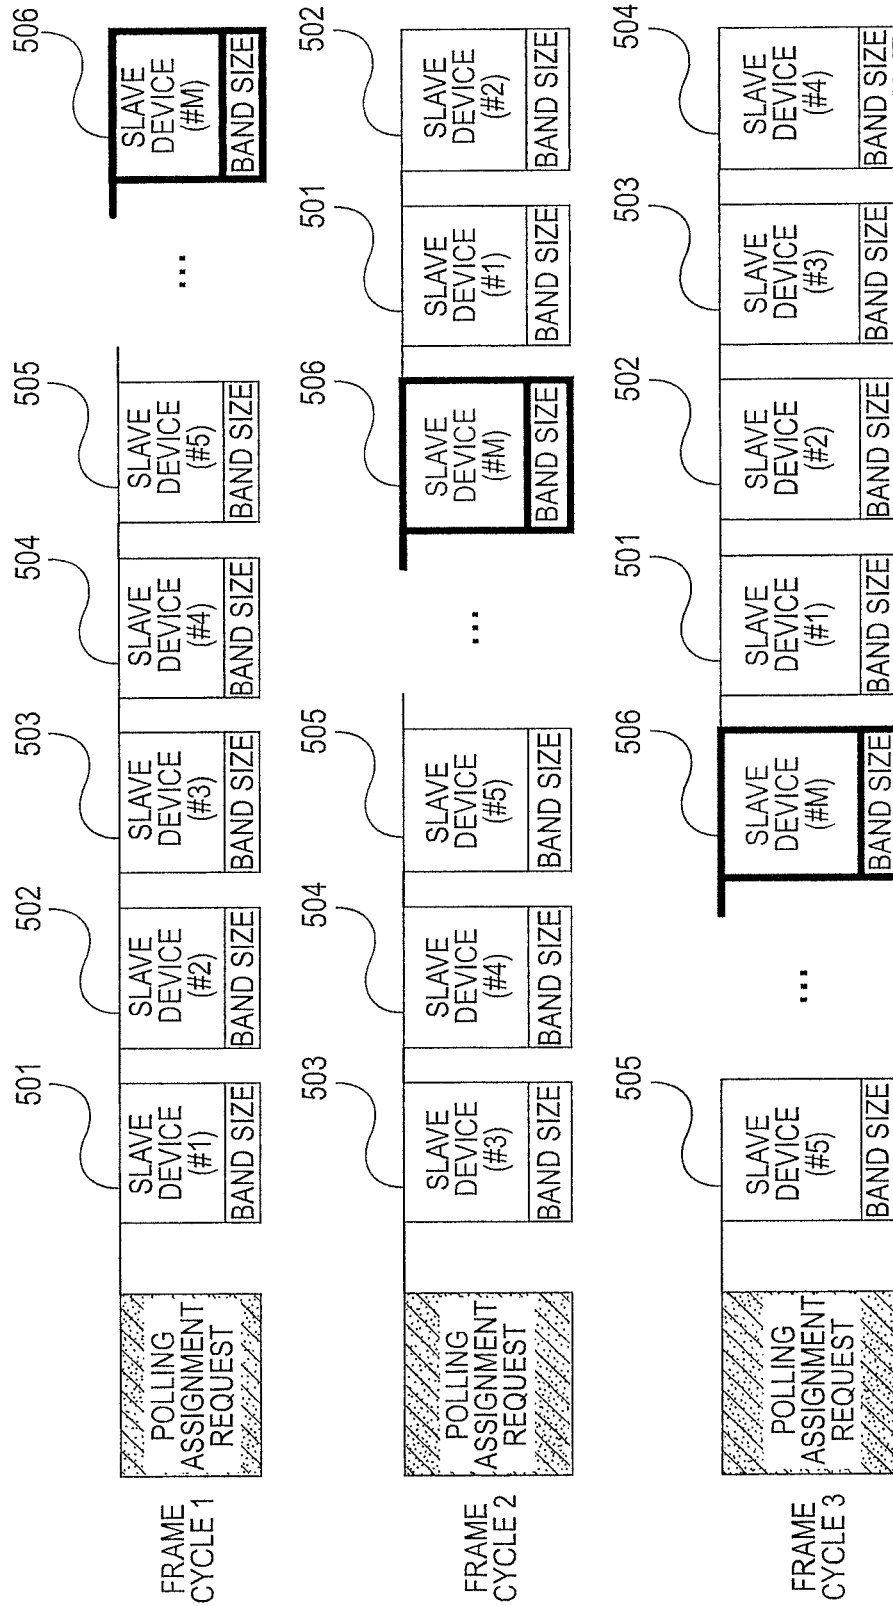 501
502
503
504
505
506
FRAME
CYCLE 1
POLLING
ASSIGNMENT
REQUEST
SLAVE
DEVICE
(#1)
BAND SIZE
SLAVE
DEVICE
(#2)
BAND SIZE
SLAVE
DEVICE
(#3)
BAND SIZE
SLAVE
DEVICE
(#4)
BAND SIZE
SLAVE
DEVICE
(#5)
BAND SIZE
...
SLAVE
DEVICE
(#M)
BAND SIZE
503
504
505
506
501
502
FRAME
CYCLE 2
POLLING
ASSIGNMENT
REQUEST
SLAVE
DEVICE
(#3)
BAND SIZE
SLAVE
DEVICE
(#4)
BAND SIZE
SLAVE
DEVICE
(#5)
BAND SIZE
...
SLAVE
DEVICE
(#M)
BAND SIZE
SLAVE
DEVICE
(#1)
BAND SIZE
SLAVE
DEVICE
(#2)
BAND SIZE
505
506
501
502
503
504
FRAME
CYCLE 3
POLLING
ASSIGNMENT
REQUEST
SLAVE
DEVICE
(#5)
BAND SIZE
...
SLAVE
DEVICE
(#M)
BAND SIZE
SLAVE
DEVICE
(#1)
BAND SIZE
SLAVE
DEVICE
(#2)
BAND SIZE
SLAVE
DEVICE
(#3)
BAND SIZE
SLAVE
DEVICE
(#4)
BAND SIZE